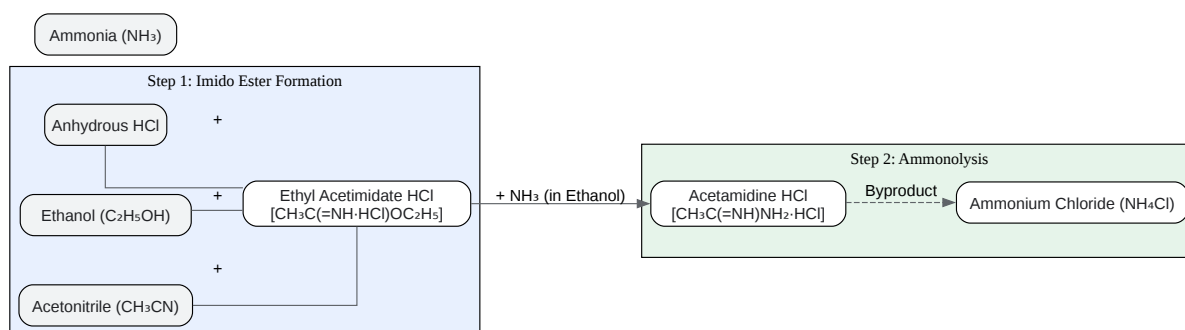 Ammonia (NH₃)
Step 1: Imido Ester Formation
Anhydrous HCl
+
Ethanol (C₂H₅OH)
+
Ethyl Acetimidate HCl
[CH₃C(=NH·HCl)OC₂H₅]
+
Acetonitrile (CH₃CN)
+ NH₃ (in Ethanol)
Step 2: Ammonolysis
Acetamidine HCl
[CH₃C(=NH)NH₂·HCl]
Byproduct
Ammonium Chloride (NH₄Cl)